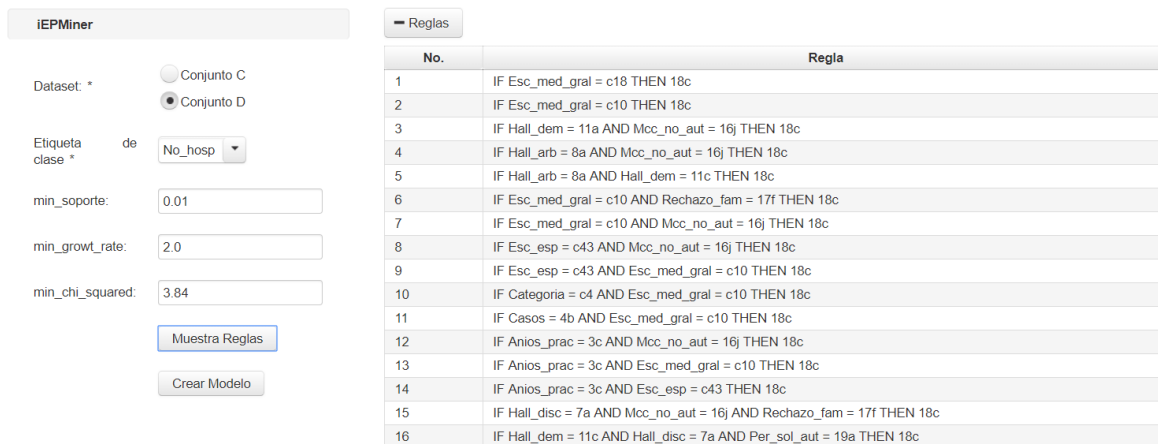 iEPMiner
Dataset: *
Conjunto C
Conjunto D
Etiqueta de
clase *
No_hosp
min_soporte:
0.01
min_growt_rate:
2.0
min_chi_squared:
3.84
Muestra Reglas
Crear Modelo
Reglas
No. Regla
1 IF Esc_med_gral = c18 THEN 18c
2 IF Esc_med_gral = c10 THEN 18c
3 IF Hall_dem = 11a AND Mcc_no_aut = 16j THEN 18c
4 IF Hall_arb = 8a AND Mcc_no_aut = 16j THEN 18c
5 IF Hall_arb = 8a AND Hall_dem = 11c THEN 18c
6 IF Esc_med_gral = c10 AND Rechazo_fam = 17f THEN 18c
7 IF Esc_med_gral = c10 AND Mcc_no_aut = 16j THEN 18c
8 IF Esc_esp = c43 AND Mcc_no_aut = 16j THEN 18c
9 IF Esc_esp = c43 AND Esc_med_gral = c10 THEN 18c
10 IF Categoria = c4 AND Esc_med_gral = c10 THEN 18c
11 IF Casos = 4b AND Esc_med_gral = c10 THEN 18c
12 IF Anios_prac = 3c AND Mcc_no_aut = 16j THEN 18c
13 IF Anios_prac = 3c AND Esc_med_gral = c10 THEN 18c
14 IF Anios_prac = 3c AND Esc_esp = c43 THEN 18c
15 IF Hall_disc = 7a AND Mcc_no_aut = 16j AND Rechazo_fam = 17f THEN 18c
16 IF Hall_dem = 11c AND Hall_disc = 7a AND Per_sol_aut = 19a THEN 18c